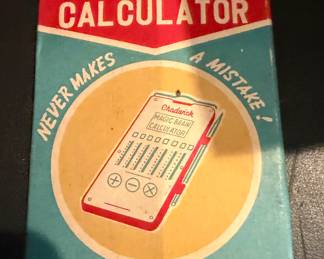 CALCULATOR
NEVER MAKES
A MISTAKE!
Chadwick
MAGIC BRAIN
CALCULATOR
+ − ×